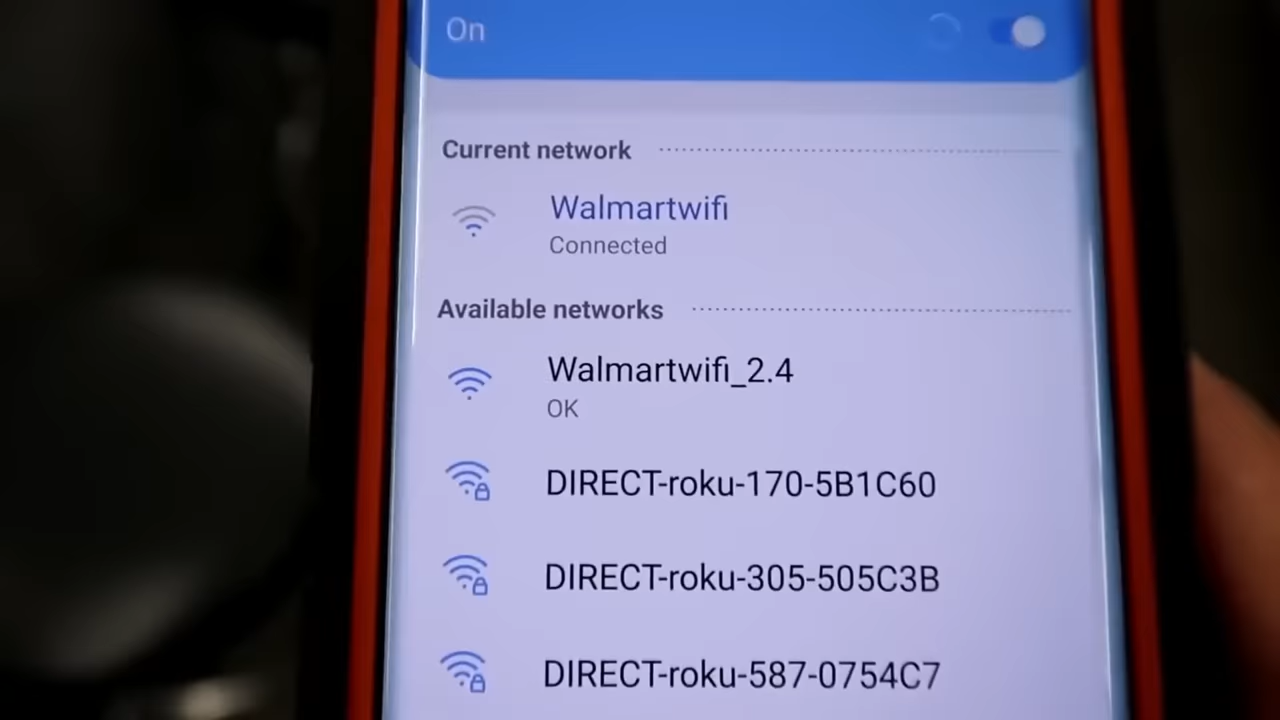 On
Current network
Walmartwifi
Connected
Available networks
Walmartwifi_2.4
OK
DIRECT-roku-170-5B1C60
DIRECT-roku-305-505C3B
DIRECT-roku-587-0754C7